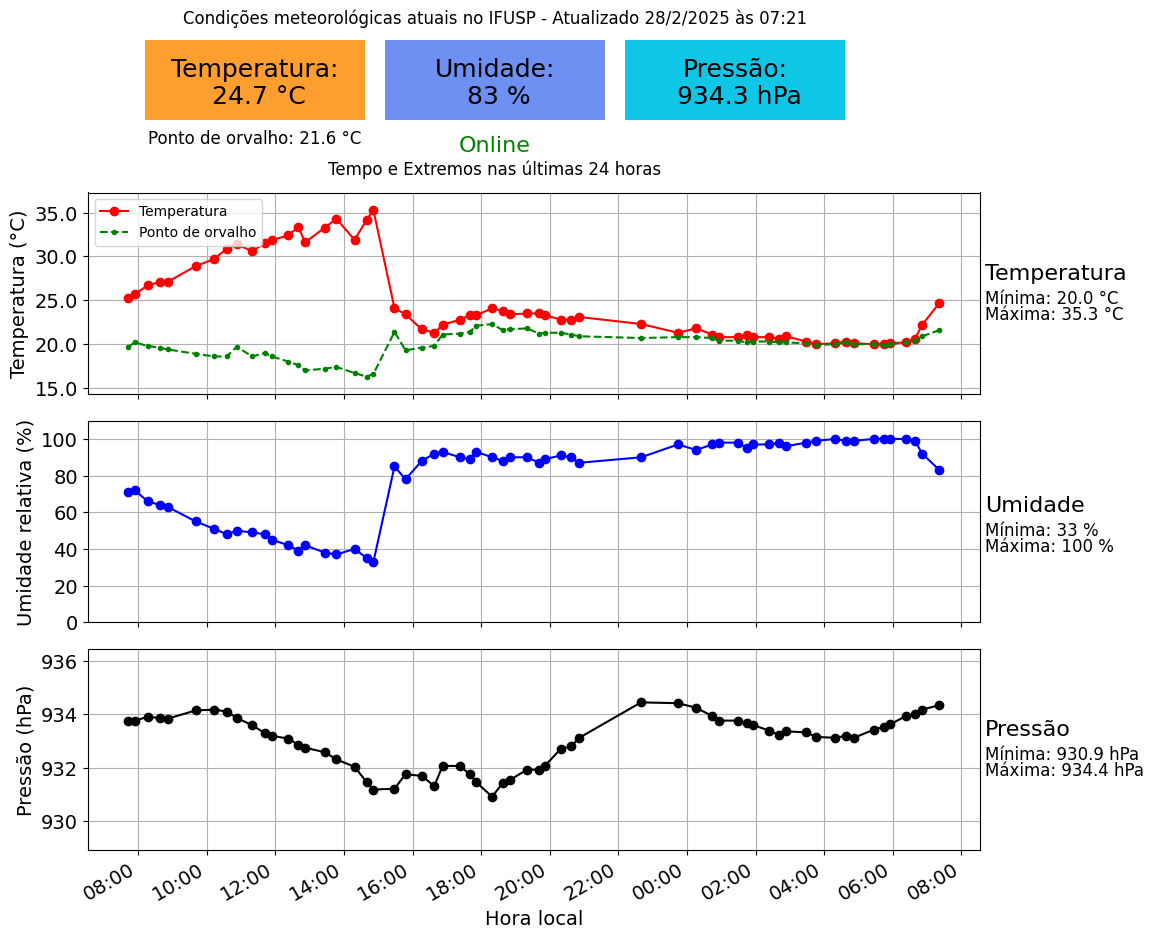 Condições meteorológicas atuais no IFUSP - Atualizado 28/2/2025 às 07:21
Temperatura:
24.7 °C
Umidade:
83 %
Pressão:
934.3 hPa
Ponto de orvalho: 21.6 °C
Online
Tempo e Extremos nas últimas 24 horas
Temperatura (°C)
35.0
30.0
25.0
20.0
15.0
Temperatura
Ponto de orvalho
Temperatura
Mínima: 20.0 °C
Máxima: 35.3 °C
Umidade relativa (%)
100
80
60
40
20
0
Umidade
Mínima: 33 %
Máxima: 100 %
Pressão (hPa)
936
934
932
930
Pressão
Mínima: 930.9 hPa
Máxima: 934.4 hPa
08:00
10:00
12:00
14:00
16:00
18:00
20:00
22:00
00:00
02:00
04:00
06:00
08:00
Hora local